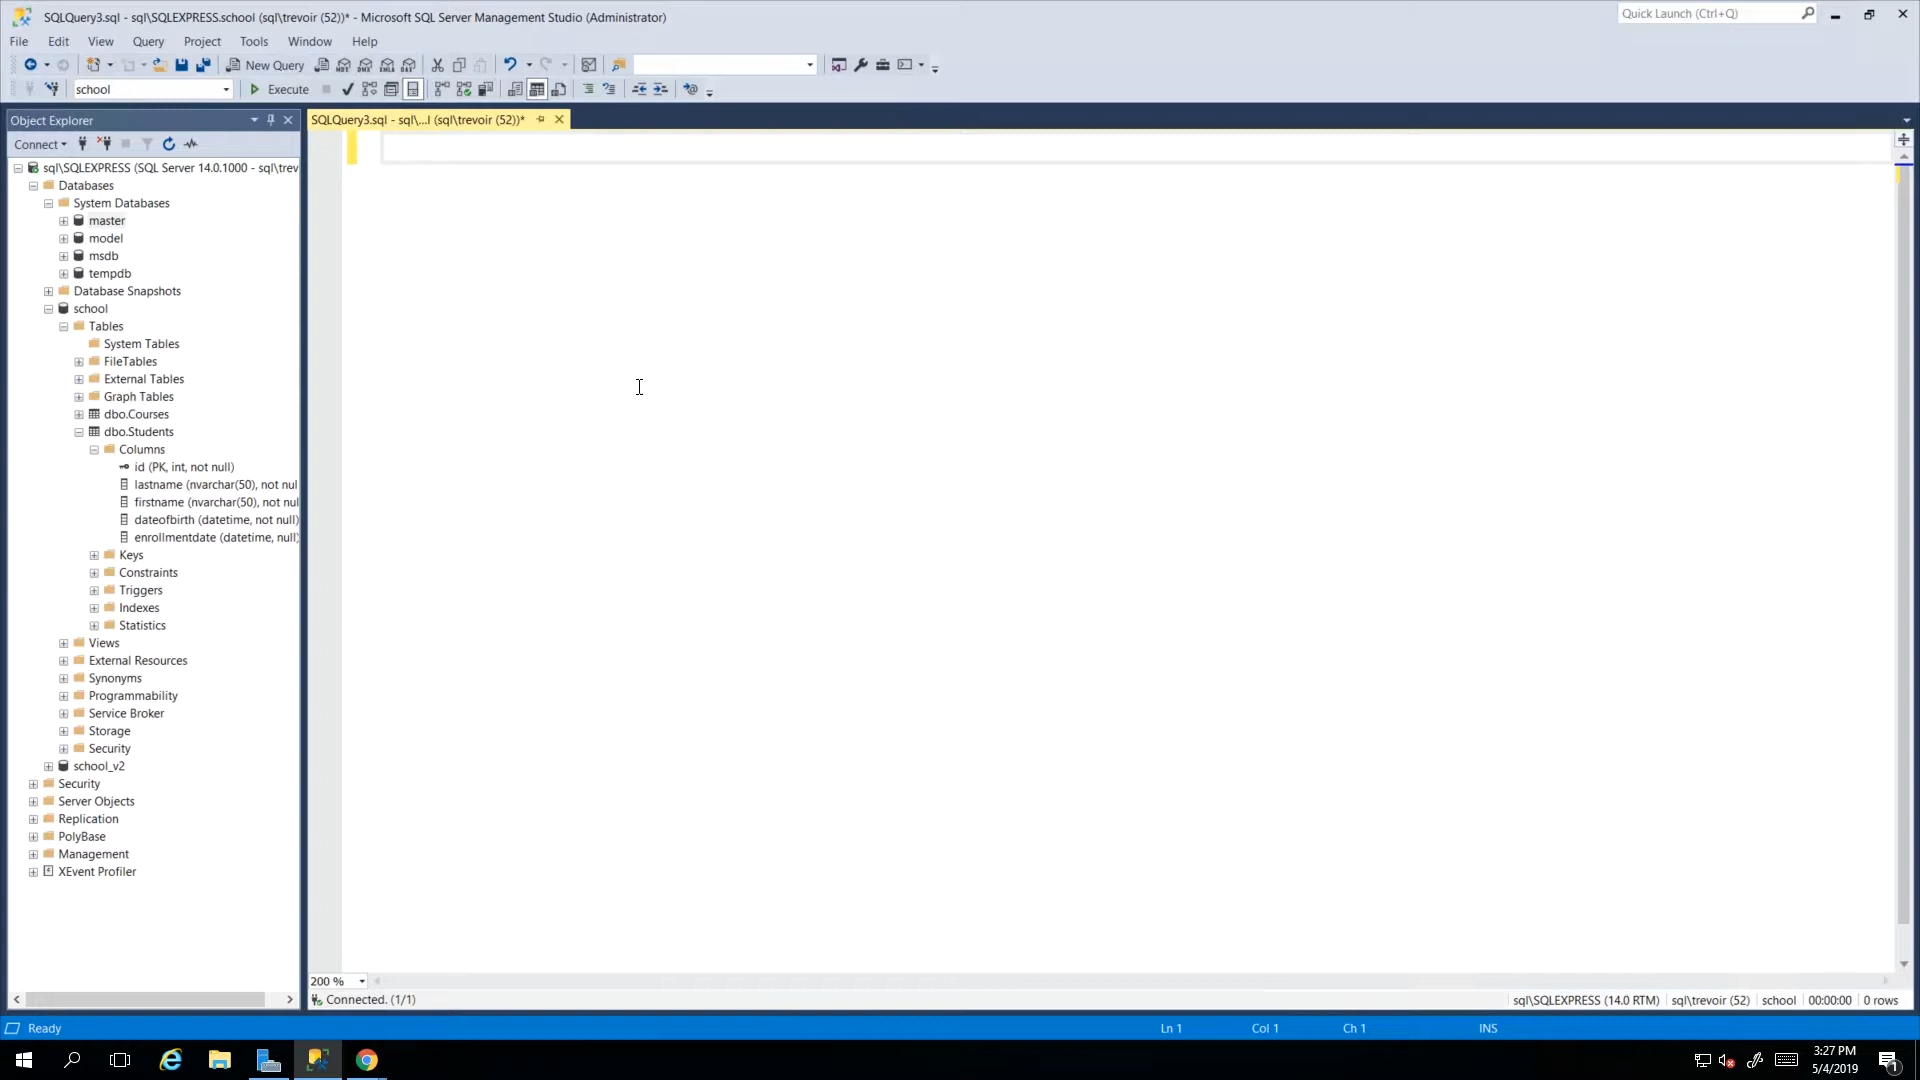 SQLQuery3.sql - sql\SQLEXPRESS.school (sql\trevoir (52))* - Microsoft SQL Server Management Studio (Administrator)
Quick Launch (Ctrl+Q)
File Edit View Query Project Tools Window Help
New Query
school
Execute
Object Explorer
SQLQuery3.sql - sql\...l (sql\trevoir (52))*
Connect
sql\SQLEXPRESS (SQL Server 14.0.1000 - sql\trev
Databases
System Databases
master
model
msdb
tempdb
Database Snapshots
school
Tables
System Tables
FileTables
External Tables
Graph Tables
dbo.Courses
dbo.Students
Columns
id (PK, int, not null)
lastname (nvarchar(50), not nul
firstname (nvarchar(50), not nul
dateofbirth (datetime, not null)
enrollmentdate (datetime, null)
Keys
Constraints
Triggers
Indexes
Statistics
Views
External Resources
Synonyms
Programmability
Service Broker
Storage
Security
school_v2
Security
Server Objects
Replication
PolyBase
Management
XEvent Profiler
200 %
Connected. (1/1)
sql\SQLEXPRESS (14.0 RTM) sql\trevoir (52) school 00:00:00 0 rows
Ready
Ln 1 Col 1 Ch 1 INS
3:27 PM
5/4/2019
1